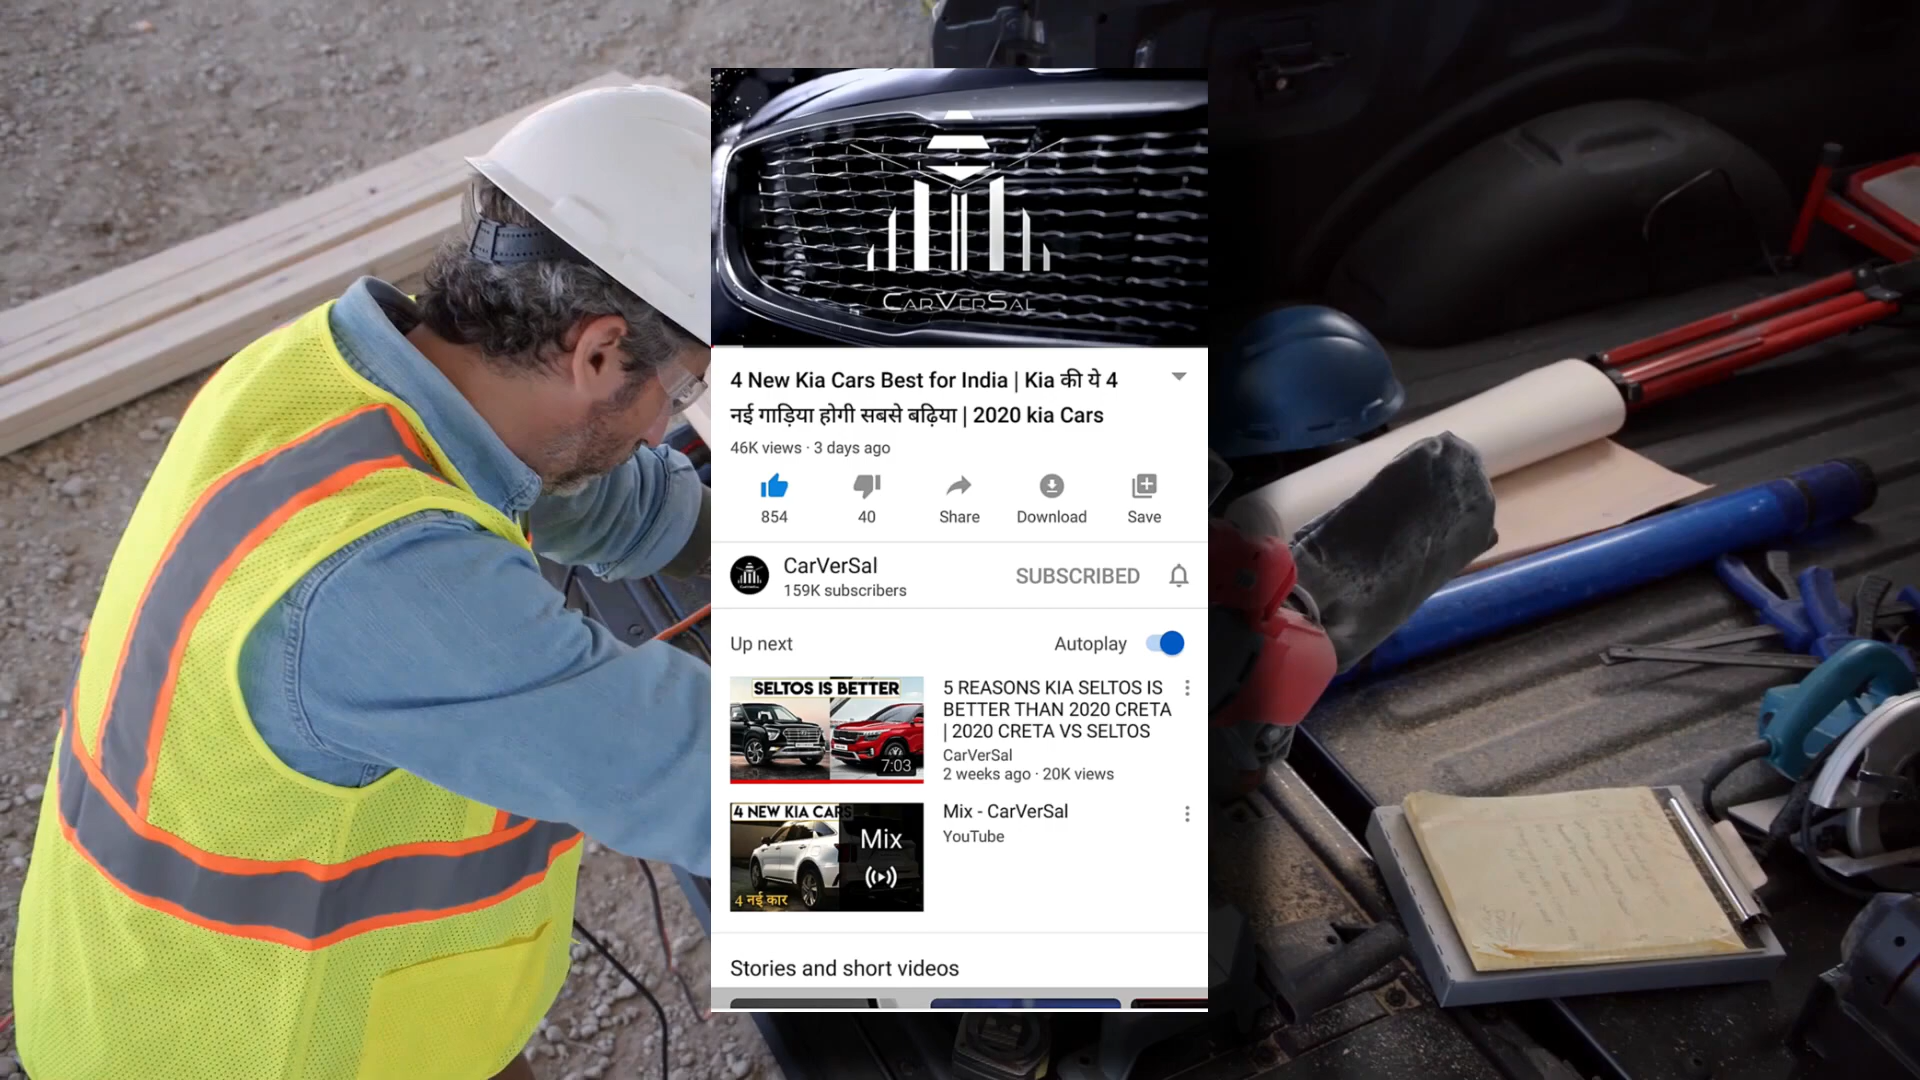 CARVERSAL
4 New Kia Cars Best for India | Kia की ये 4
नई गाड़िया होगी सबसे बढ़िया | 2020 kia Cars
46K views · 3 days ago
854
40
Share
Download
Save
CarVerSal
159K subscribers
SUBSCRIBED
Up next
Autoplay
SELTOS IS BETTER
7:03
5 REASONS KIA SELTOS IS
BETTER THAN 2020 CRETA
| 2020 CRETA VS SELTOS
CarVerSal
2 weeks ago · 20K views
4 NEW KIA CARS
Mix
4 नई कार
Mix - CarVerSal
YouTube
Stories and short videos